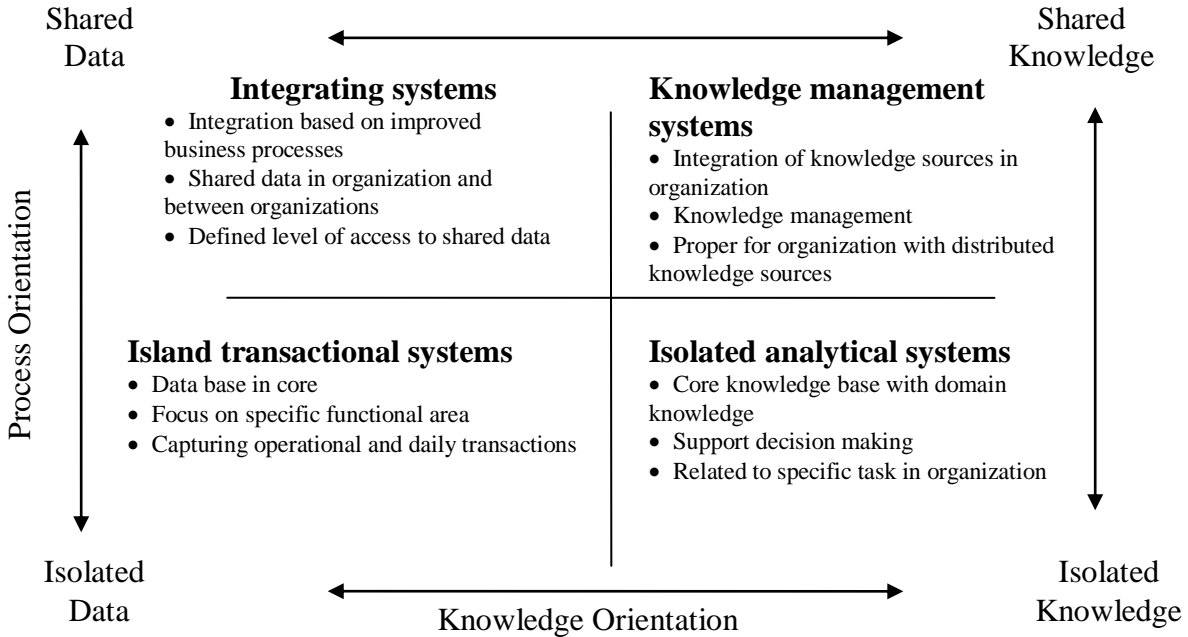 Shared
Data
Shared
Knowledge
Integrating systems
• Integration based on improved
business processes
• Shared data in organization and
between organizations
• Defined level of access to shared data
Knowledge management
systems
• Integration of knowledge sources in
organization
• Knowledge management
• Proper for organization with distributed
knowledge sources
Process Orientation
Island transactional systems
• Data base in core
• Focus on specific functional area
• Capturing operational and daily transactions
Isolated analytical systems
• Core knowledge base with domain
knowledge
• Support decision making
• Related to specific task in organization
Isolated
Data
Knowledge Orientation
Isolated
Knowledge